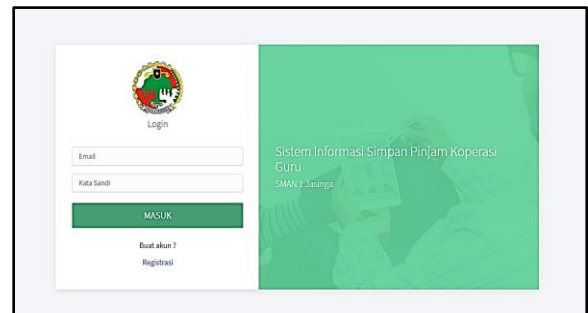 Login
Email
Kata Sandi
MASUK
Buat akun ?
Registrasi
Sistem Informasi Simpan Pinjam Koperasi
Guru
SMAN 1 Jasinga